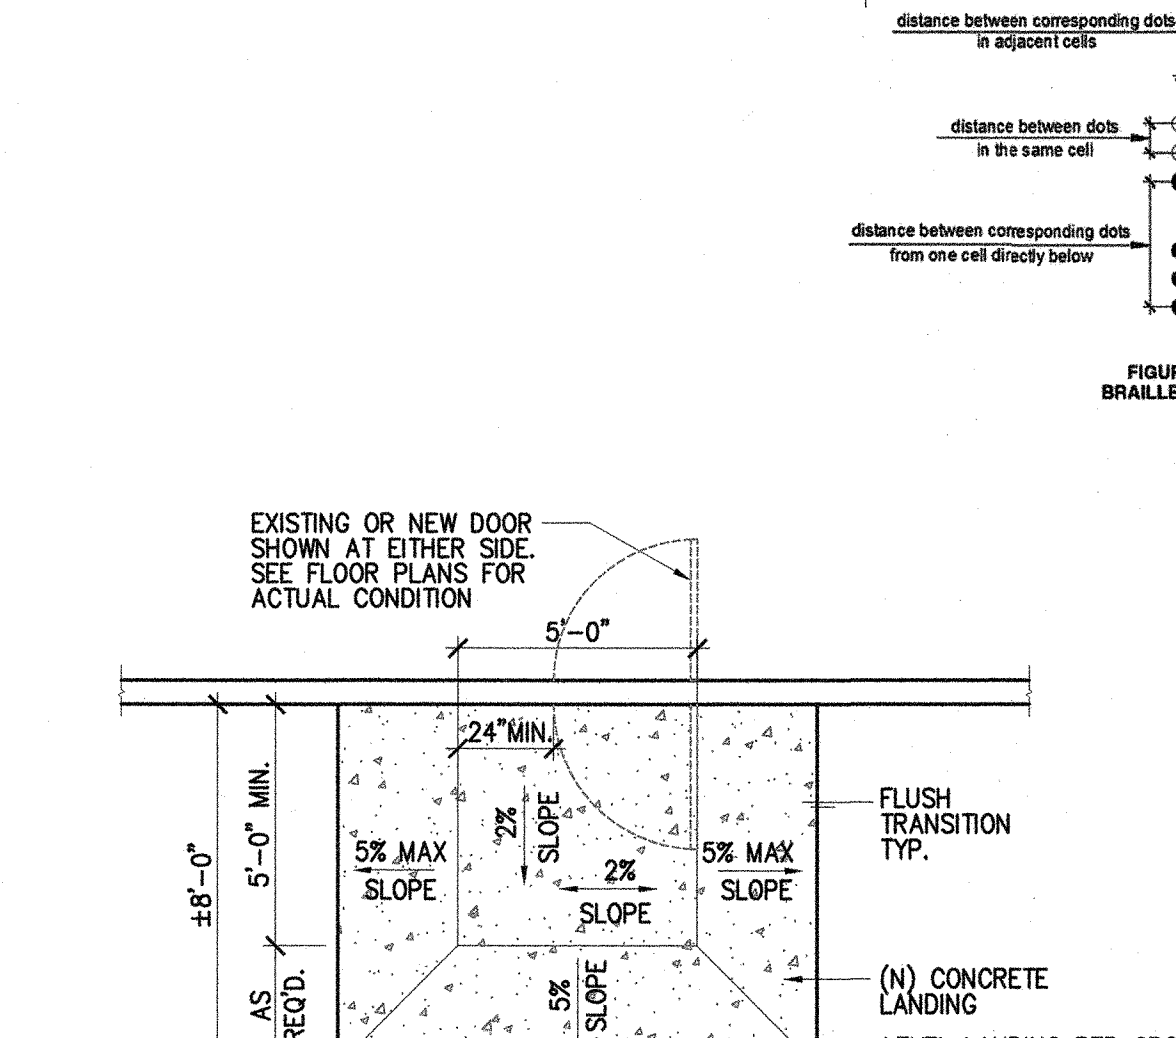 distance between corresponding dots
in adjacent cells
distance between dots
in the same cell
distance between corresponding dots
from one cell directly below
EXISTING OR NEW DOOR
SHOWN AT EITHER SIDE.
SEE FLOOR PLANS FOR
ACTUAL CONDITION
5'-0"
24"MIN.
±8'-0"
5'-0" MIN.
2%
SLOPE
5% MAX
SLOPE
2%
SLOPE
5% MAX
SLOPE
FLUSH
TRANSITION
TYP.
AS
REQ'D.
5%
SLOPE
(N) CONCRETE
LANDING